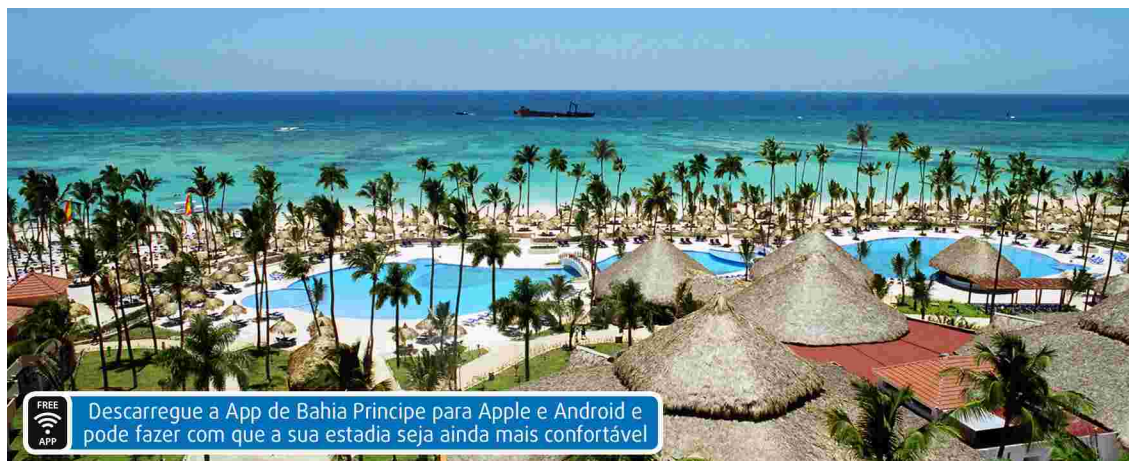 FREE
APP
Descarregue a App de Bahia Principe para Apple e Android e
pode fazer com que a sua estadia seja ainda mais confortável